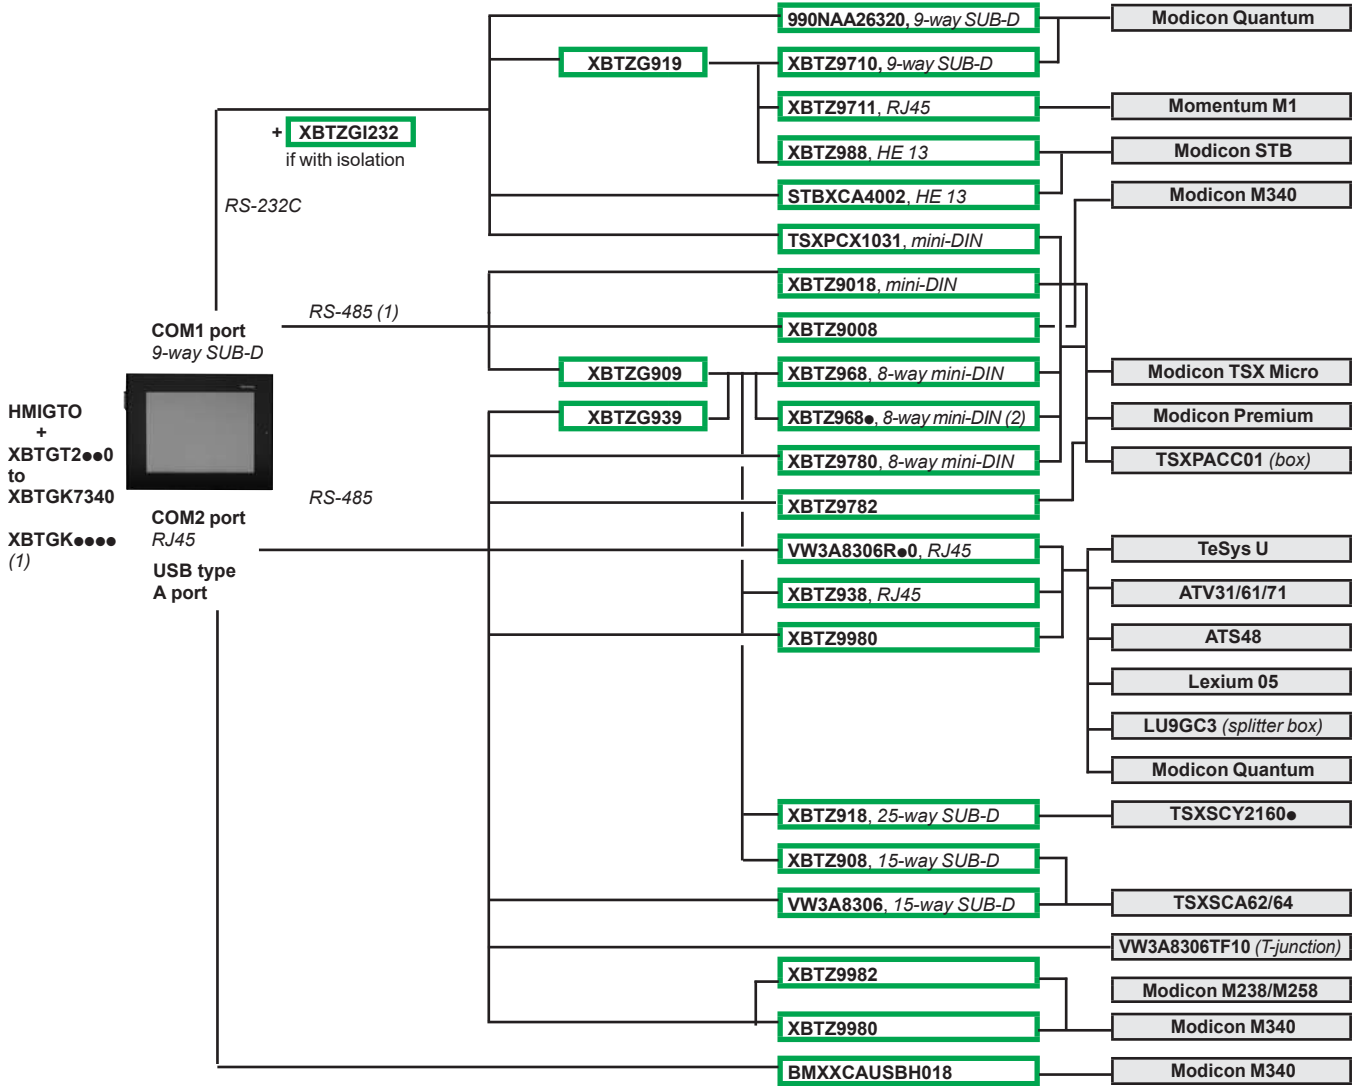 990NAA26320, 9-way SUB-D
Modicon Quantum
XBTZG919
XBTZ9710, 9-way SUB-D
XBTZ9711, RJ45
Momentum M1
+ XBTZGI232
if with isolation
XBTZ988, HE 13
Modicon STB
RS-232C
STBXCA4002, HE 13
Modicon M340
TSXPCX1031, mini-DIN
XBTZ9018, mini-DIN
RS-485 (1)
XBTZ9008
COM1 port
9-way SUB-D
XBTZG909
XBTZ968, 8-way mini-DIN
Modicon TSX Micro
HMIGTO
+
XBTGT2●●0
to
XBTGK7340
XBTGK●●●●
(1)
XBTZG939
XBTZ968●, 8-way mini-DIN (2)
Modicon Premium
XBTZ9780, 8-way mini-DIN
TSXPACC01 (box)
RS-485
XBTZ9782
COM2 port
RJ45
USB type
A port
VW3A8306R●0, RJ45
TeSys U
XBTZ938, RJ45
ATV31/61/71
XBTZ9980
ATS48
Lexium 05
LU9GC3 (splitter box)
Modicon Quantum
XBTZ918, 25-way SUB-D
TSXSCY2160●
XBTZ908, 15-way SUB-D
VW3A8306, 15-way SUB-D
TSXSCA62/64
VW3A8306TF10 (T-junction)
XBTZ9982
Modicon M238/M258
XBTZ9980
Modicon M340
BMXXCAUSBH018
Modicon M340